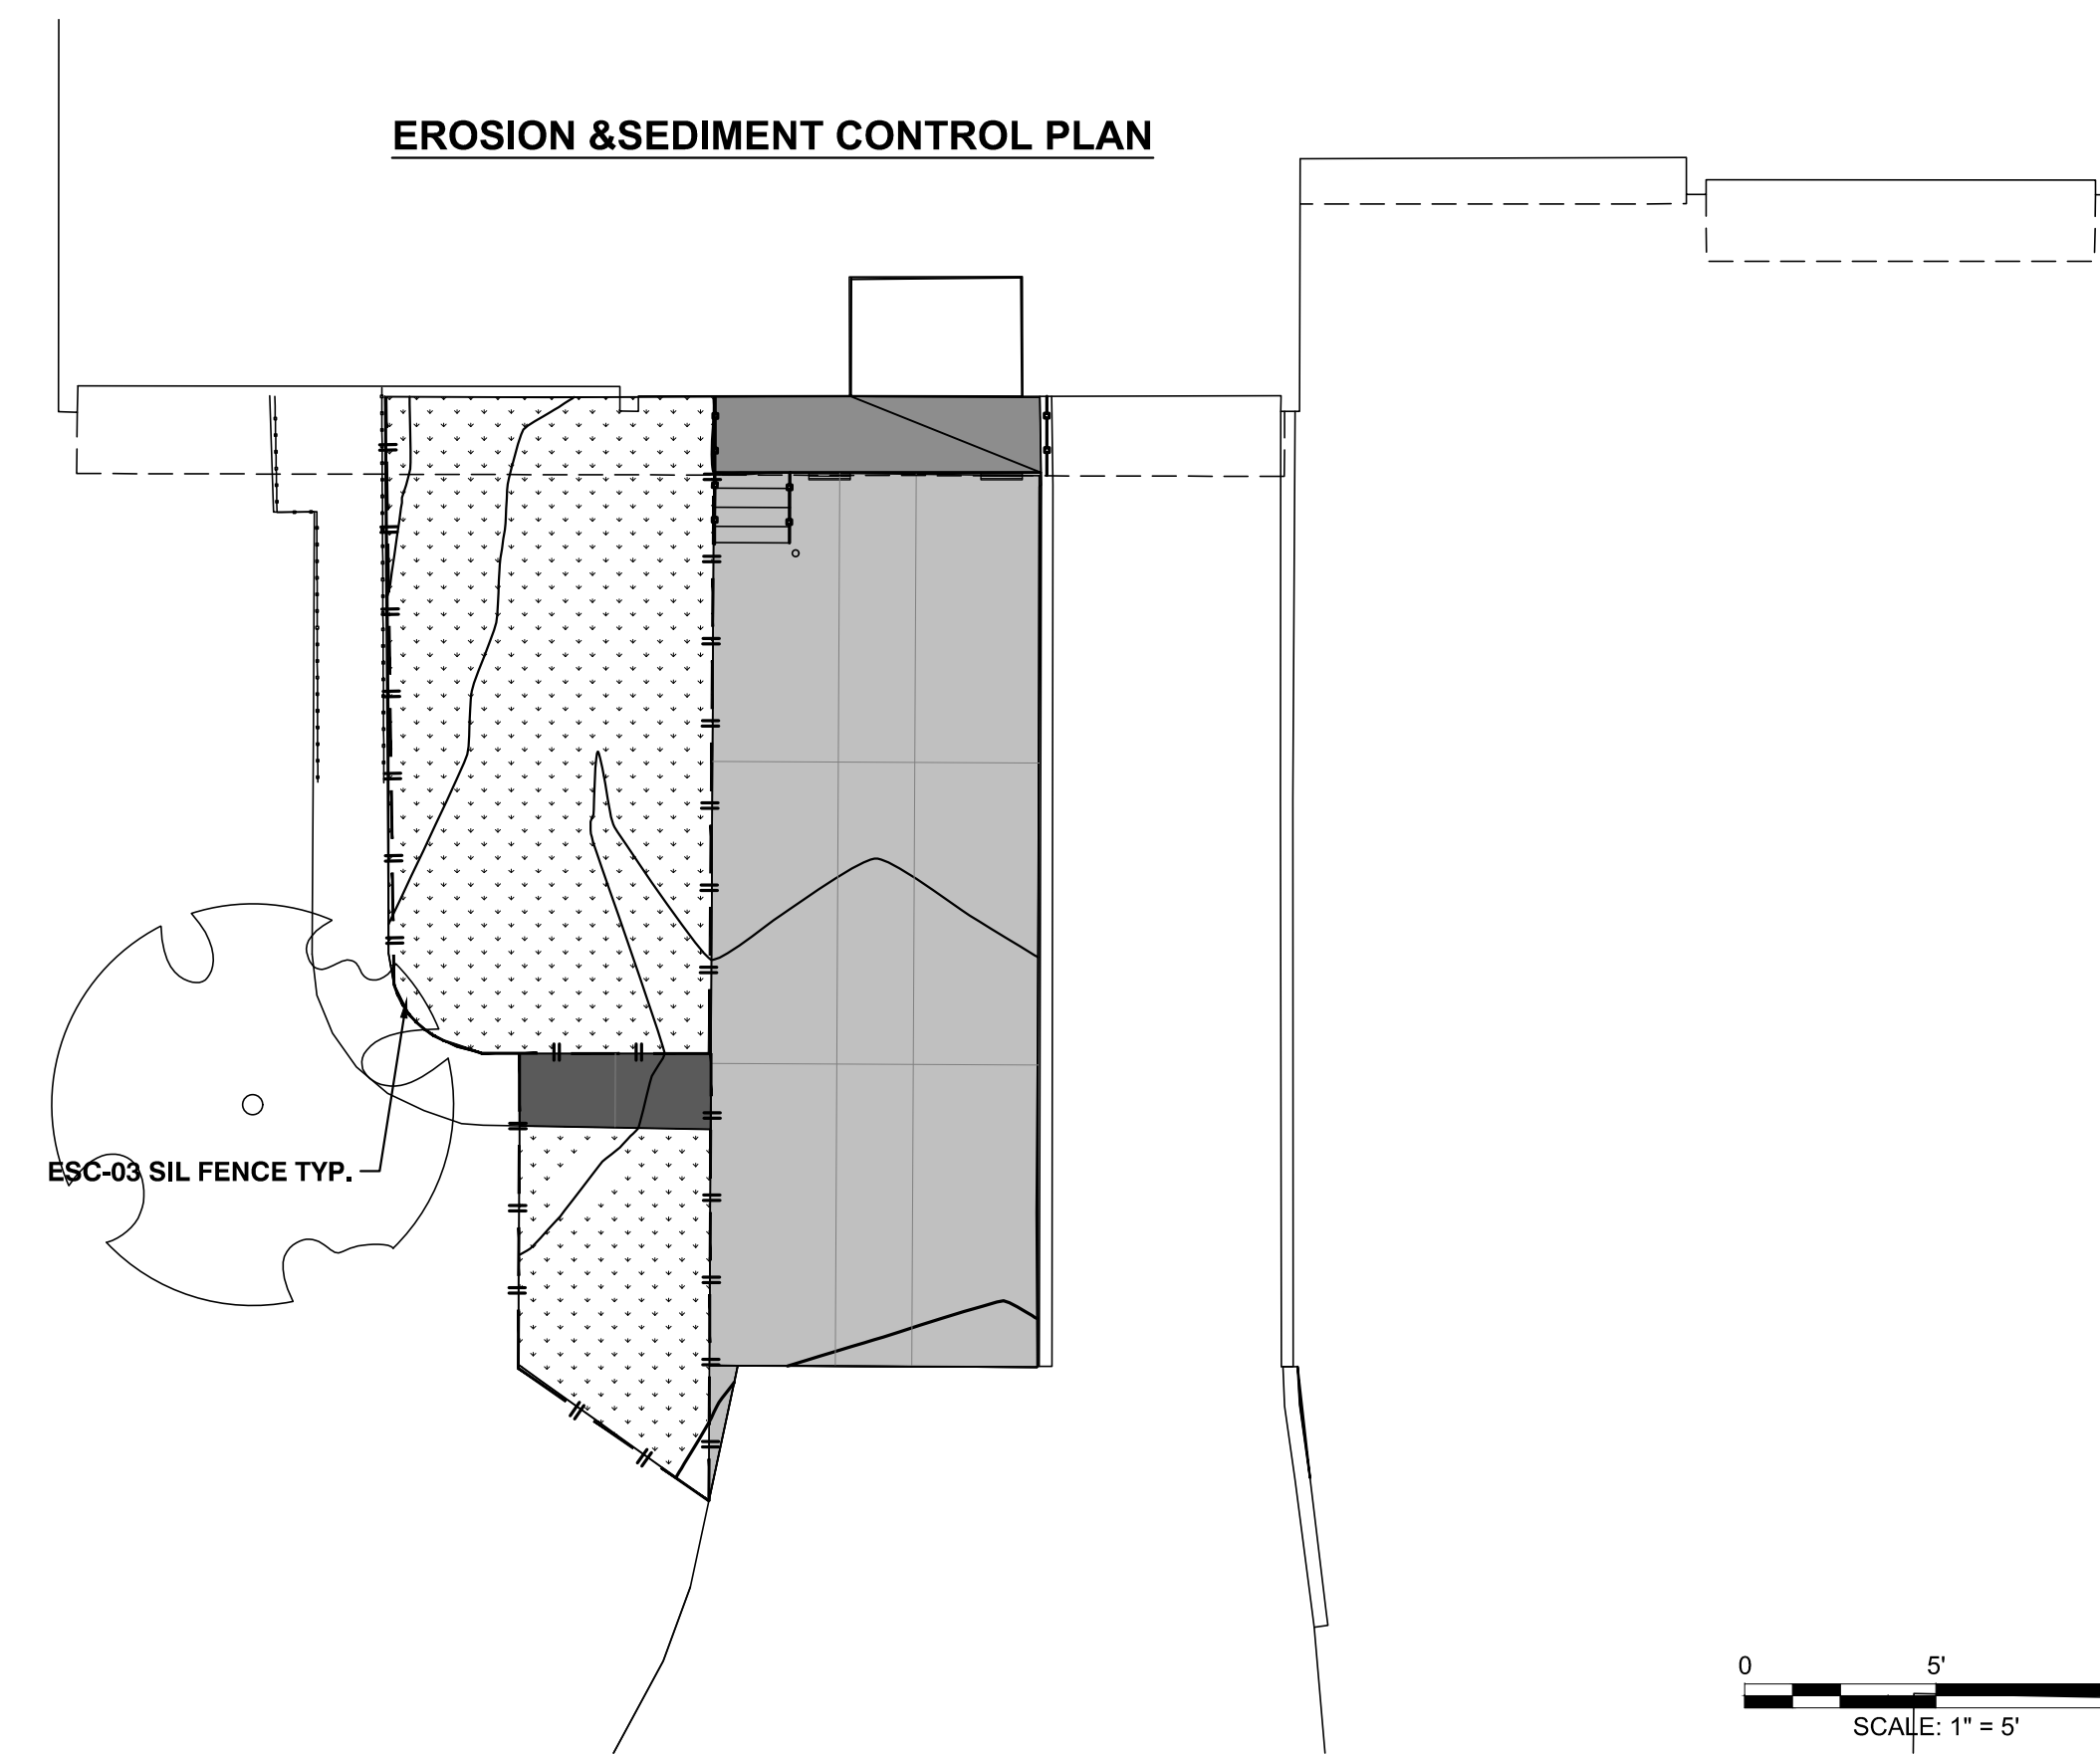 EROSION &SEDIMENT CONTROL PLAN
ESC-03 SIL FENCE TYP.
0 5'
SCALE: 1" = 5'